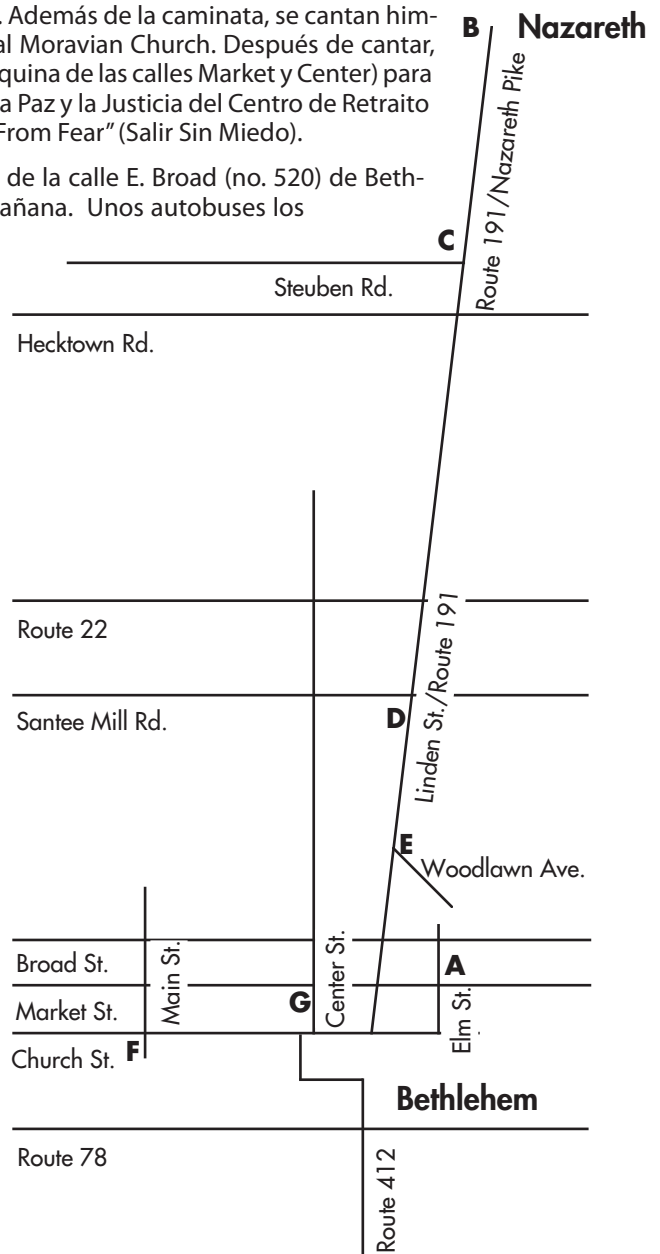 . Además de la caminata, se cantan him-
al Moravian Church. Después de cantar,
quina de las calles Market y Center) para
a Paz y la Justicia del Centro de Retraito
From Fear” (Salir Sin Miedo).
de la calle E. Broad (no. 520) de Beth-
añana. Unos autobuses los
B Nazareth
Route 191/Nazareth Pike
C
Steuben Rd.
Hecktown Rd.
Route 22
Linden St./Route 191
Santee Mill Rd.
D
E
Woodlawn Ave.
Broad St.
Main St.
Center St.
A
Market St.
G
Elm St.
Church St. F
Bethlehem
Route 78
Route 412